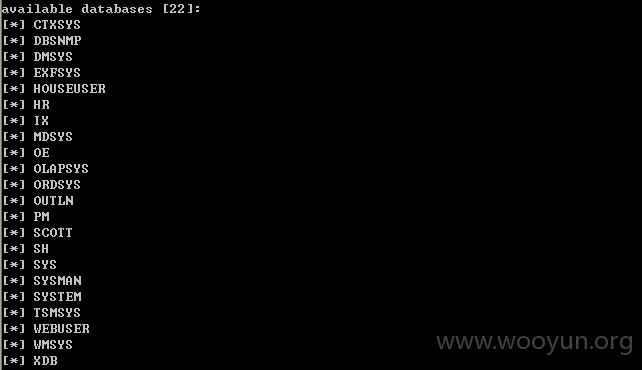 available databases [22]:
[*] CTXSYS
[*] DBSNMP
[*] DMSYS
[*] EXFSYS
[*] HOUSEUSER
[*] HR
[*] IX
[*] MDSYS
[*] OE
[*] OLAPSYS
[*] ORDSYS
[*] OUTLN
[*] PM
[*] SCOTT
[*] SH
[*] SYS
[*] SYSMAN
[*] SYSTEM
[*] TSMSYS
[*] WEBUSER
[*] WMSYS
[*] XDB
www.wooyun.org